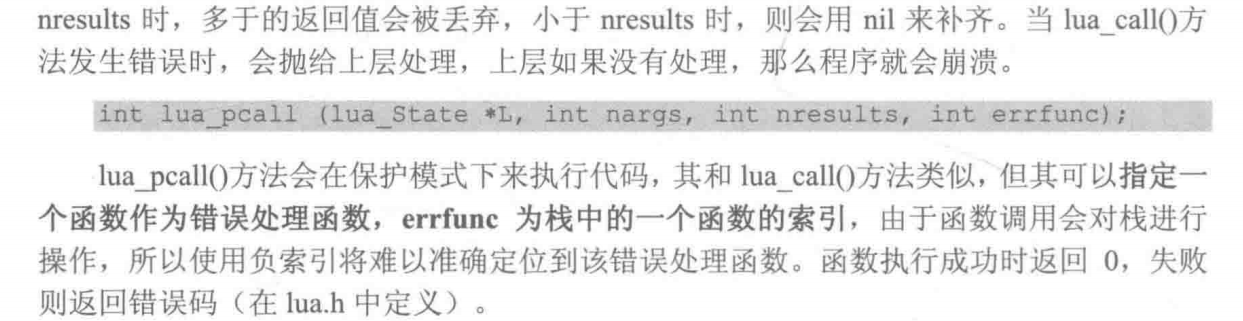 nresults 时，多于的返回值会被丢弃，小于 nresults 时，则会用 nil 来补齐。当 lua_call()方
法发生错误时，会抛给上层处理，上层如果没有处理，那么程序就会崩溃。
int lua_pcall (lua_State *L, int nargs, int nresults, int errfunc);
lua_pcall()方法会在保护模式下来执行代码，其和 lua_call()方法类似，但其可以指定一
个函数作为错误处理函数，errfunc 为栈中的一个函数的索引，由于函数调用会对栈进行
操作，所以使用负索引将难以准确定位到该错误处理函数。函数执行成功时返回 0，失败
则返回错误码（在 lua.h 中定义）。